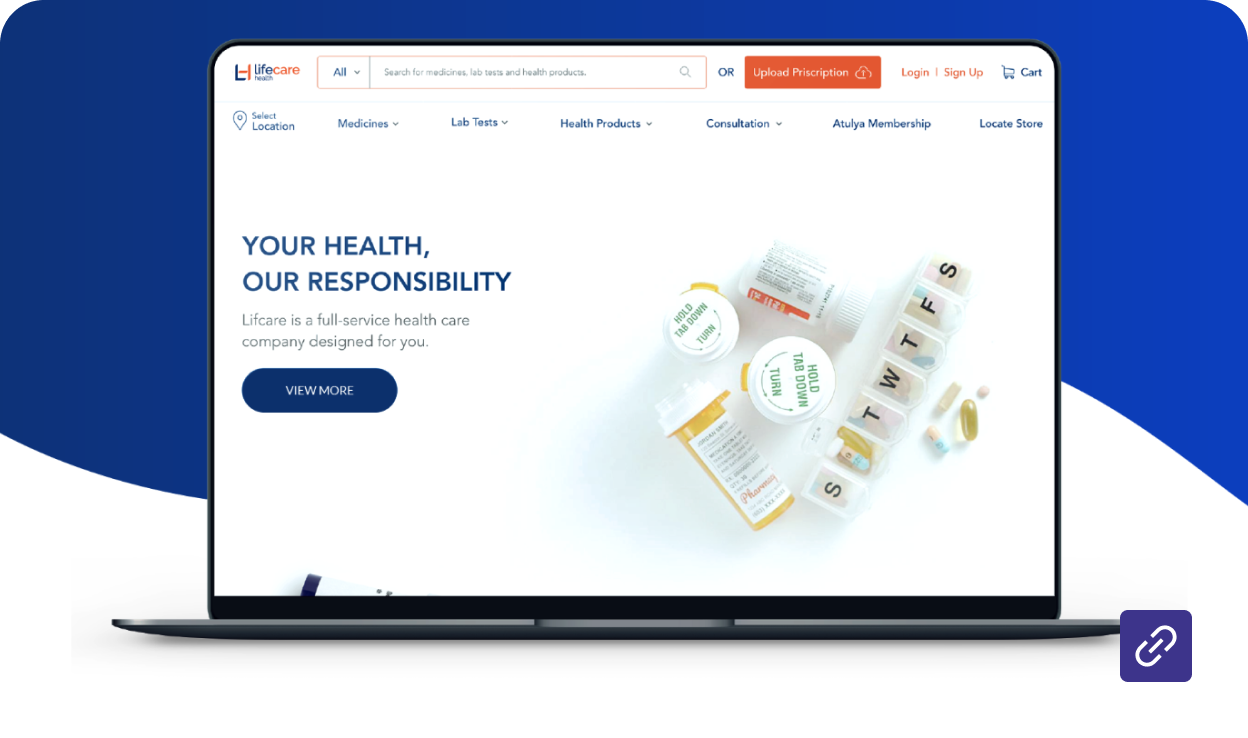 lifecare
health
All
Search for medicines, lab tests and health products.
OR
Upload Priscription
Login | Sign Up
Cart
Select
Location
Medicines
Lab Tests
Health Products
Consultation
Atulya Membership
Locate Store
YOUR HEALTH,
OUR RESPONSIBILITY
Lifcare is a full-service health care
company designed for you.
VIEW MORE
HOLD
TAB DOWN
TURN
HOLD
TAB DOWN
TURN
S
F
T
W
T
S
JORDAN SMITH
Pharmacy